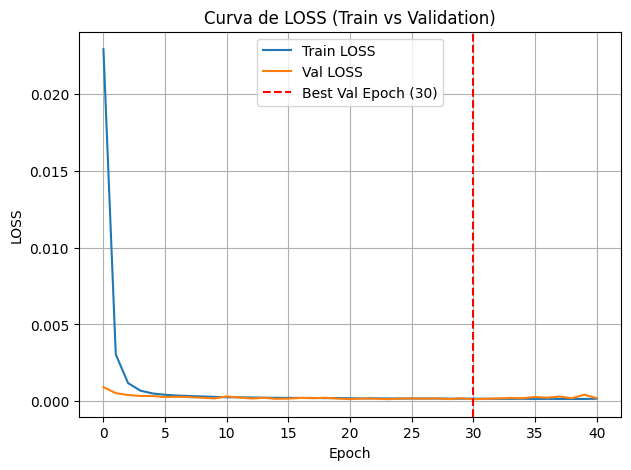 Curva de LOSS (Train vs Validation)
Train LOSS
Val LOSS
Best Val Epoch (30)
LOSS
0.020
0.015
0.010
0.005
0.000
0 5 10 15 20 25 30 35 40
Epoch